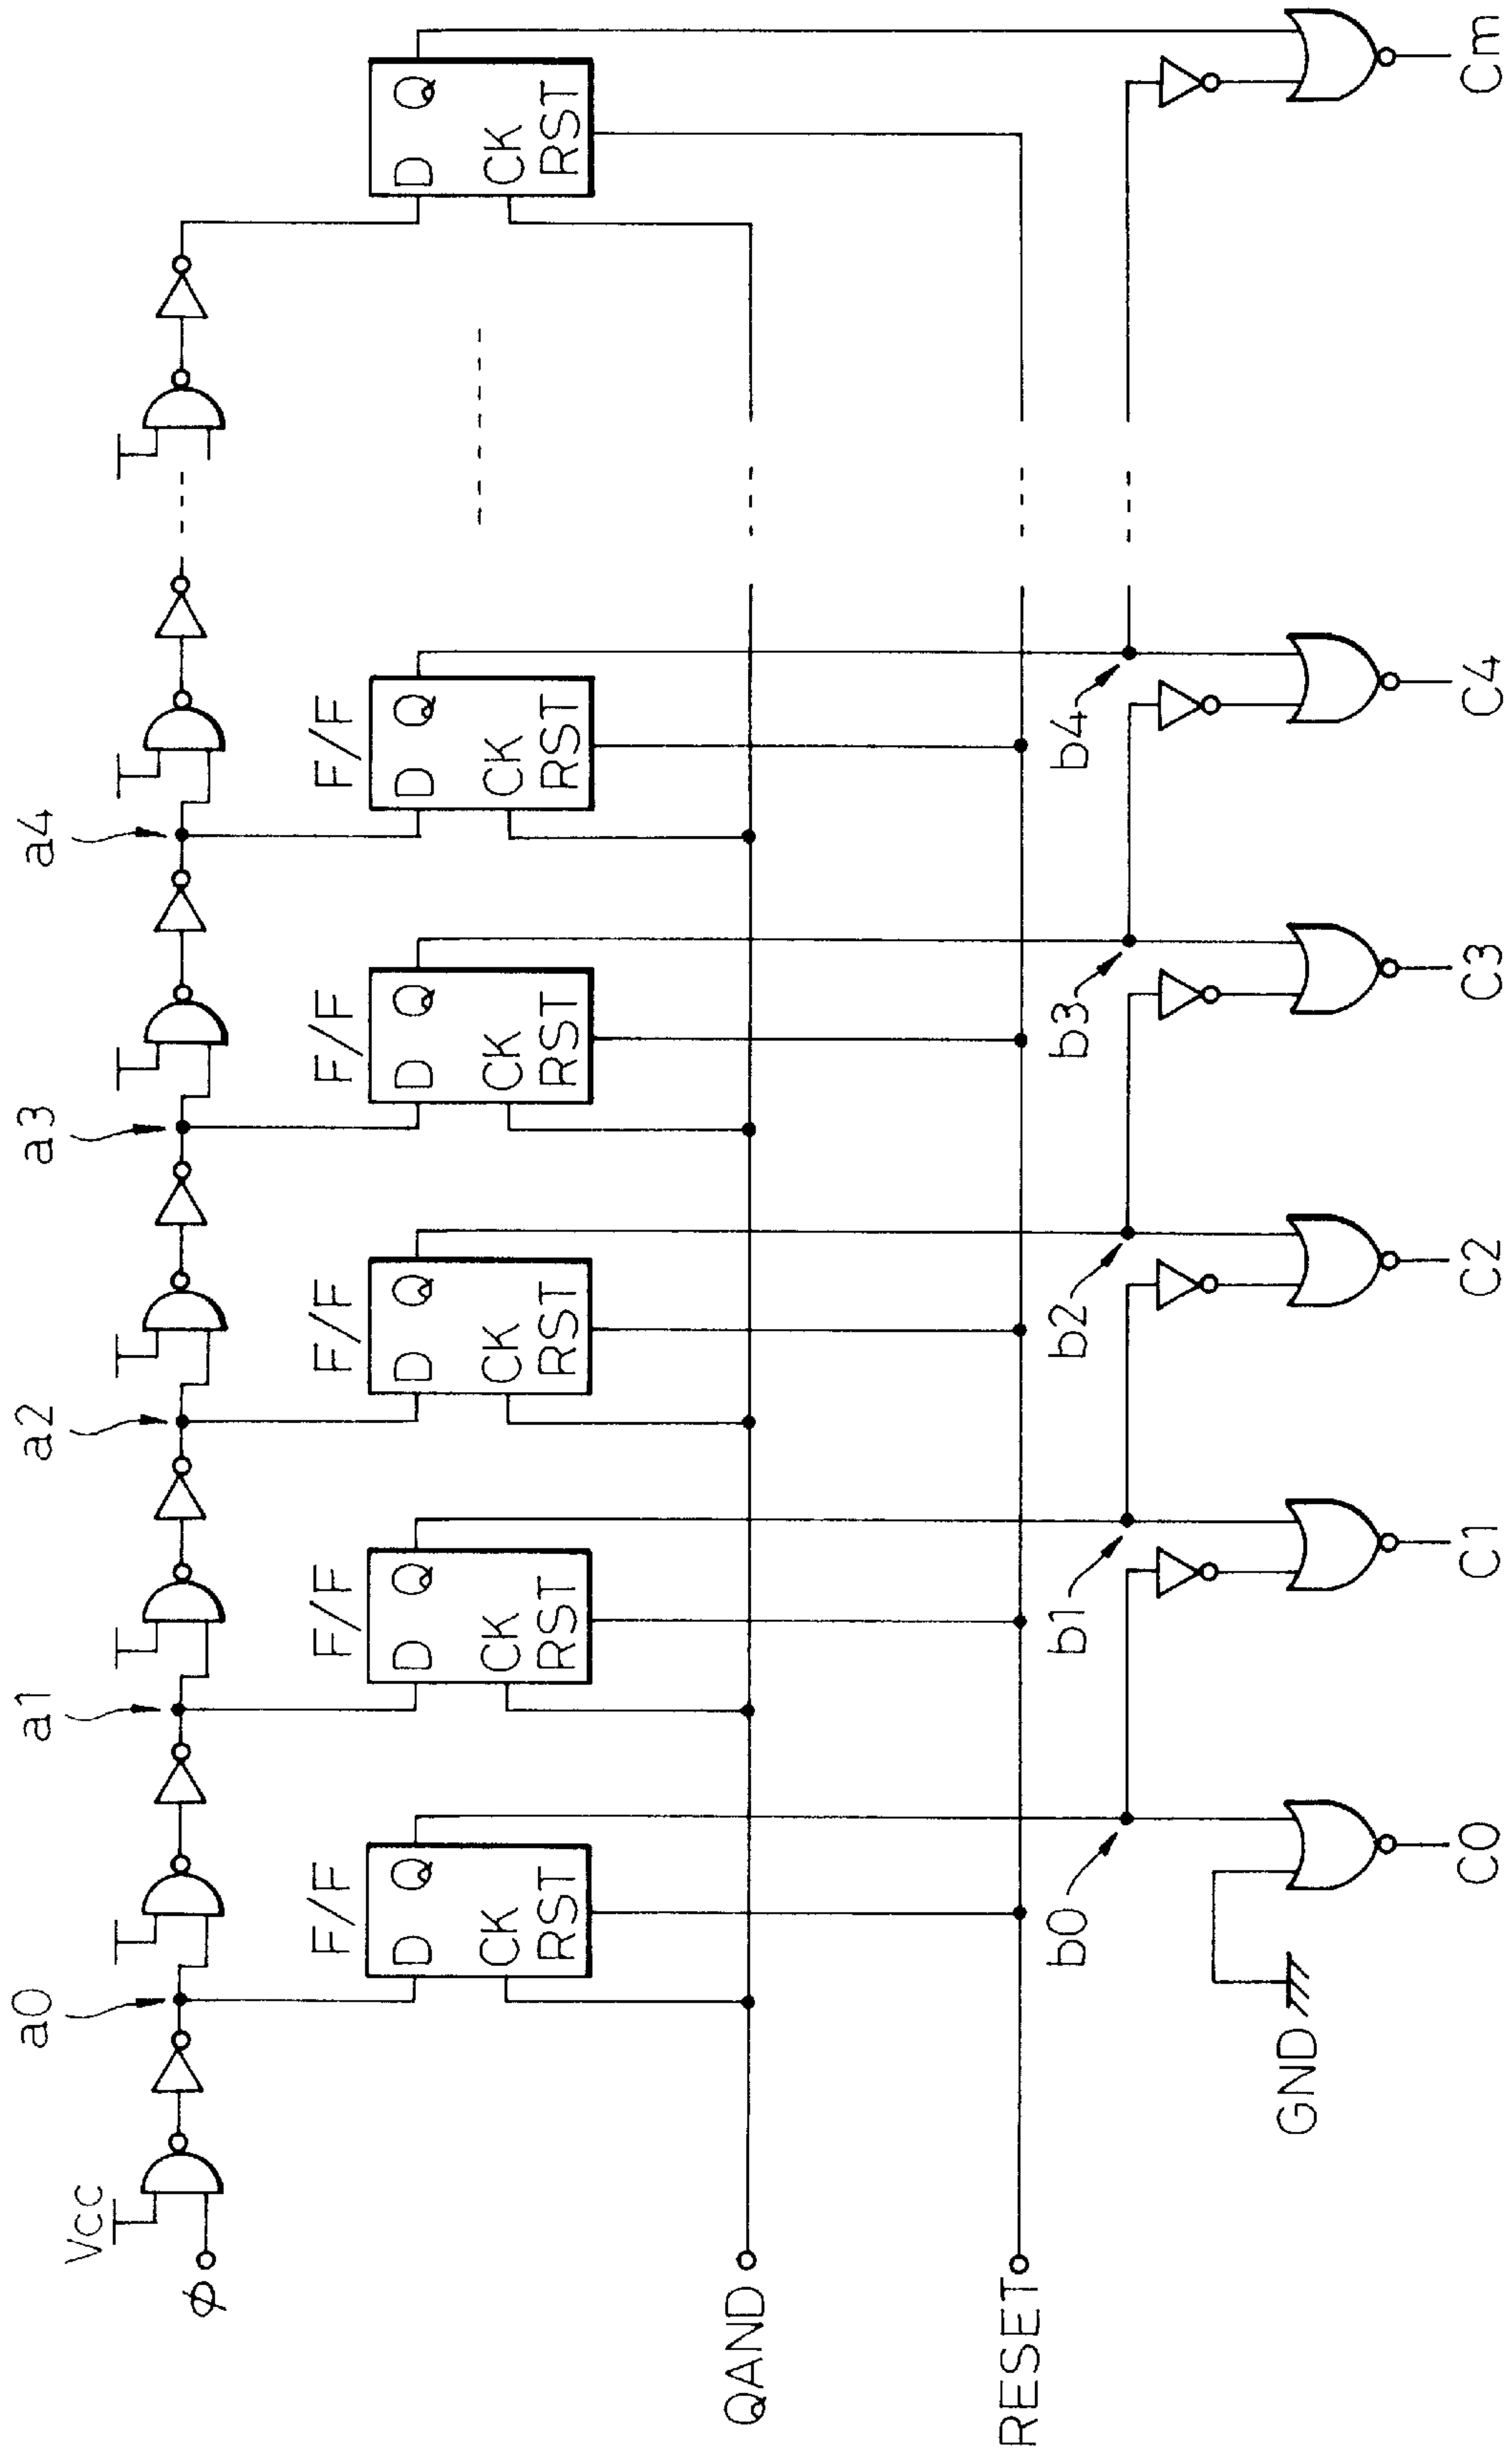 a0 a1 a2 a3 a4
Vcc
φ
F/F F/F F/F F/F F/F
D Q D Q D Q D Q D Q D Q
CK CK CK CK CK CK
RST RST RST RST RST RST
QAND
RESET
b0 b1 b2 b3 b4
GND
C0 C1 C2 C3 C4 Cm